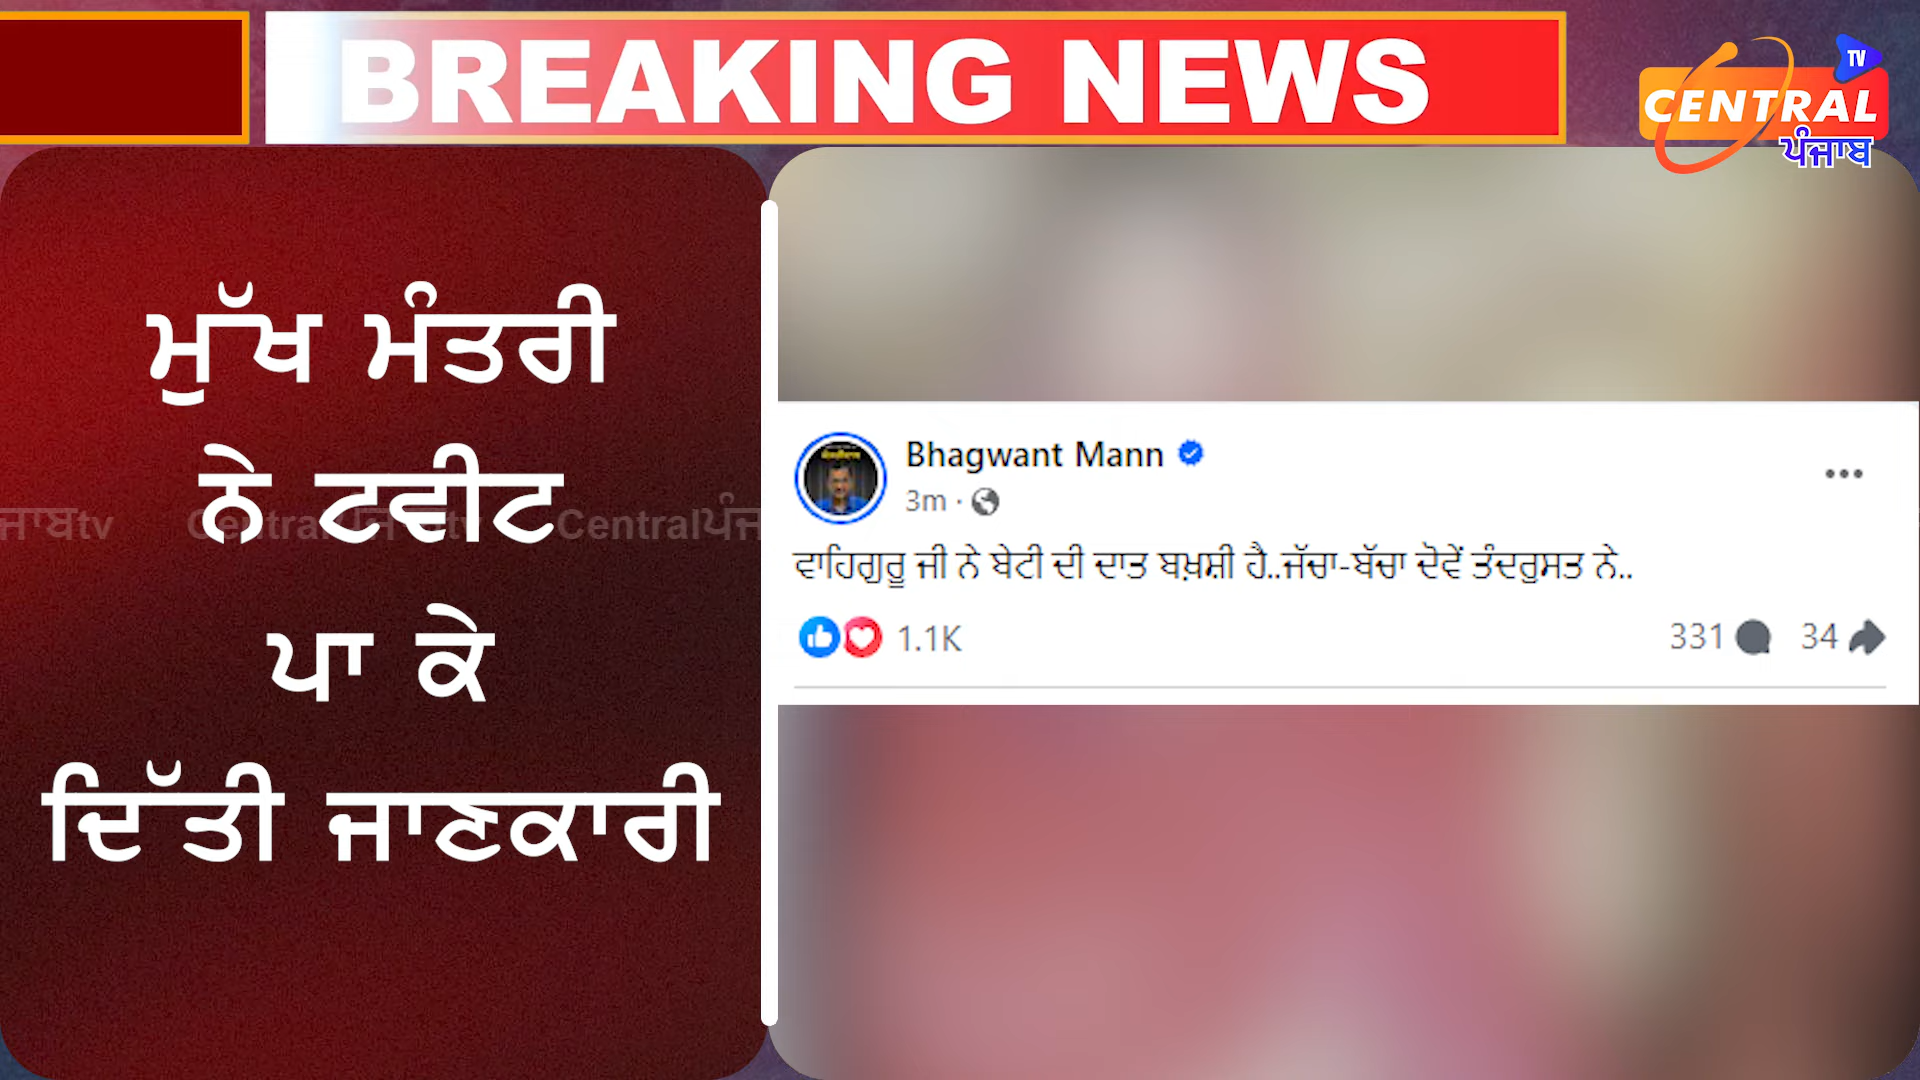 BREAKING NEWS
TV
CENTRAL
ਪੰਜਾਬ
ਮੁੱਖ ਮੰਤਰੀ
ਨੇ ਟਵੀਟ
ਪਾ ਕੇ
ਦਿੱਤੀ ਜਾਣਕਾਰੀ
Bhagwant Mann
3m ·
ਵਾਹਿਗੁਰੂ ਜੀ ਨੇ ਬੇਟੀ ਦੀ ਦਾਤ ਬਖ਼ਸ਼ੀ ਹੈ..ਜੱਚਾ-ਬੱਚਾ ਦੋਵੇਂ ਤੰਦਰੁਸਤ ਨੇ..
1.1K 331 34